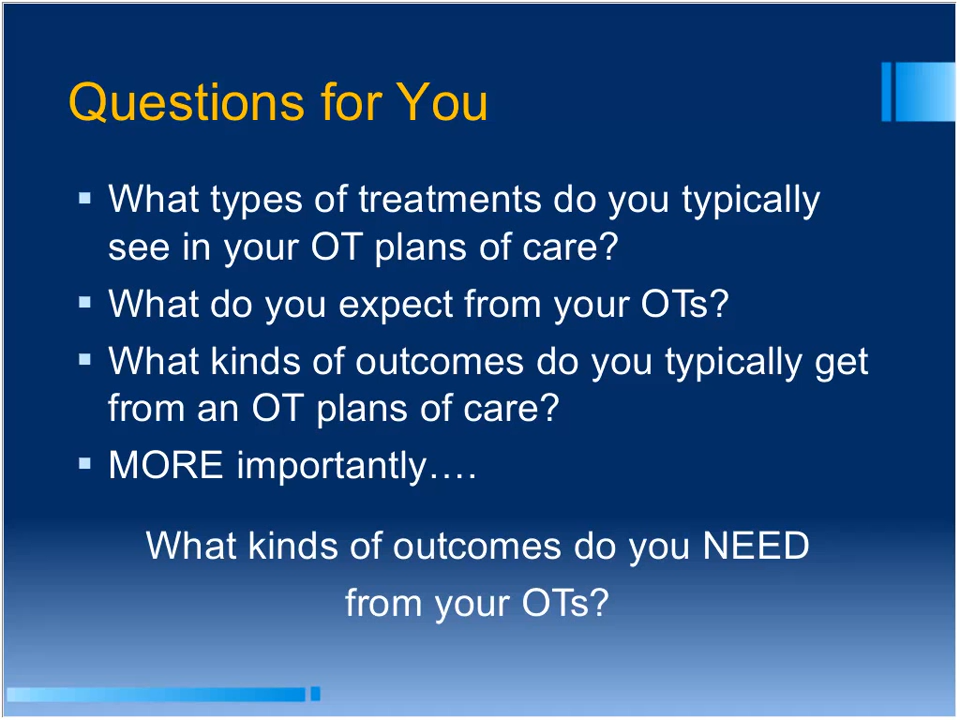 Questions for You
▪ What types of treatments do you typically
see in your OT plans of care?
▪ What do you expect from your OTs?
▪ What kinds of outcomes do you typically get
from an OT plans of care?
▪ MORE importantly….
What kinds of outcomes do you NEED
from your OTs?